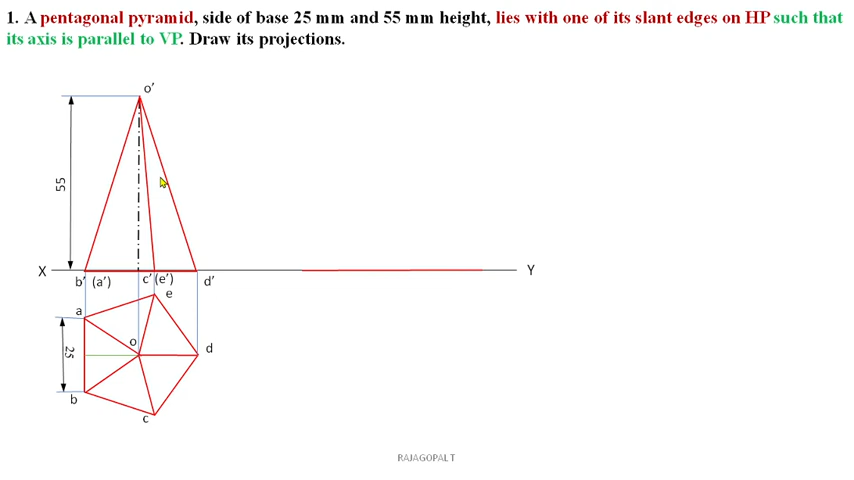 1. A pentagonal pyramid, side of base 25 mm and 55 mm height, lies with one of its slant edges on HP such that
its axis is parallel to VP. Draw its projections.
o'
55
X
Y
b' (a')
c' (e')
d'
e
a
o
d
25
b
c
RAJAGOPAL T